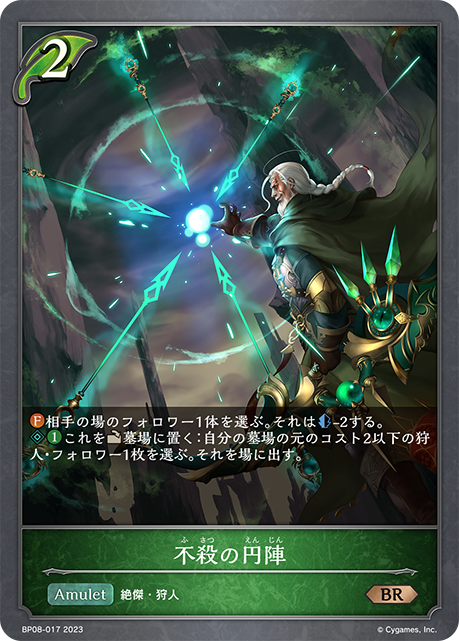 2
F相手の場のフォロワー1体を選ぶ。それは-2する。
1これを墓場に置く：自分の墓場の元のコスト2以下の狩
人・フォロワー1枚を選ぶ。それを場に出す。
ふさつ えんじん
不殺の円陣
Amulet 絶傑・狩人 BR
BP08-017 2023 © Cygames, Inc.